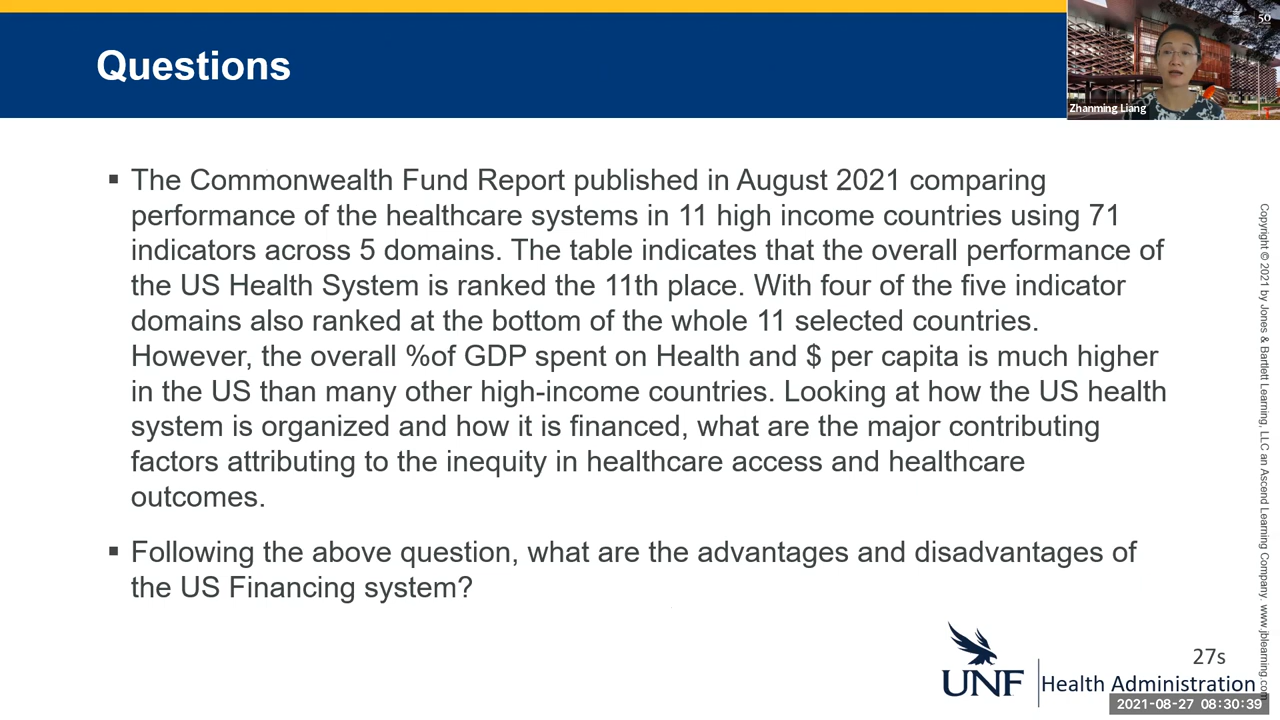 Questions
50
Zhanming Liang
▪ The Commonwealth Fund Report published in August 2021 comparing
performance of the healthcare systems in 11 high income countries using 71
indicators across 5 domains. The table indicates that the overall performance of
the US Health System is ranked the 11th place. With four of the five indicator
domains also ranked at the bottom of the whole 11 selected countries.
However, the overall %of GDP spent on Health and $ per capita is much higher
in the US than many other high-income countries. Looking at how the US health
system is organized and how it is financed, what are the major contributing
factors attributing to the inequity in healthcare access and healthcare
outcomes.
▪ Following the above question, what are the advantages and disadvantages of
the US Financing system?
Copyright © 2021 by Jones & Bartlett Learning, LLC an Ascend Learning Company. www.jblearning.com
27s
UNF
Health Administration
2021-08-27 08:30:39